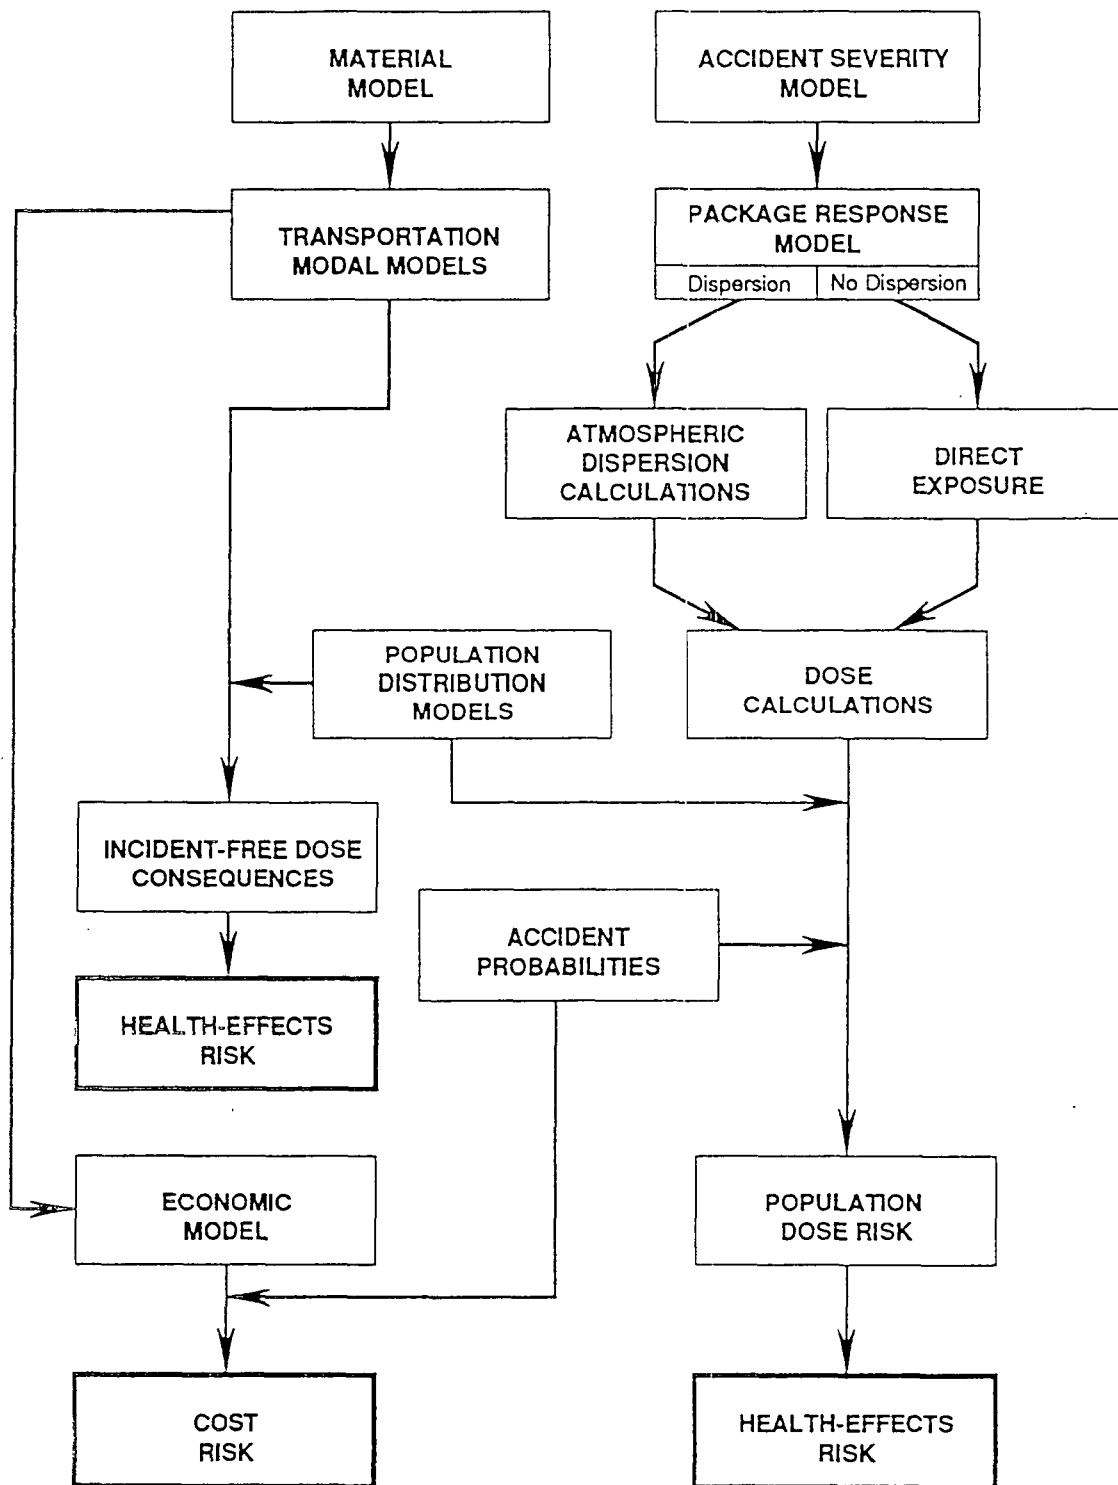 MATERIAL
MODEL
ACCIDENT SEVERITY
MODEL
TRANSPORTATION
MODAL MODELS
PACKAGE RESPONSE
MODEL
Dispersion
No Dispersion
ATMOSPHERIC
DISPERSION
CALCULATIONS
DIRECT
EXPOSURE
POPULATION
DISTRIBUTION
MODELS
DOSE
CALCULATIONS
INCIDENT-FREE DOSE
CONSEQUENCES
ACCIDENT
PROBABILITIES
HEALTH-EFFECTS
RISK
ECONOMIC
MODEL
POPULATION
DOSE RISK
COST
RISK
HEALTH-EFFECTS
RISK